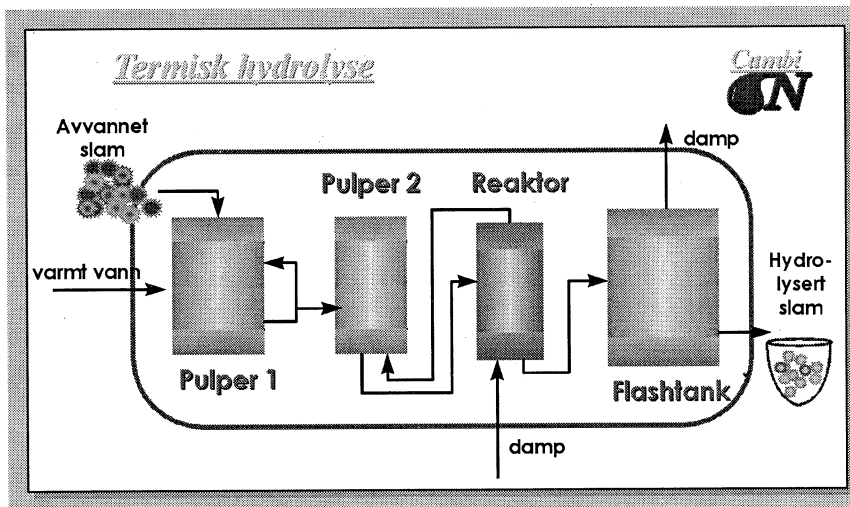 Termisk hydrolyse
Cambi
N
Avvannet
slam
damp
Pulper 2
Reaktor
varmt vann
Hydro-
lysert
slam
Pulper 1
Flashtank
damp